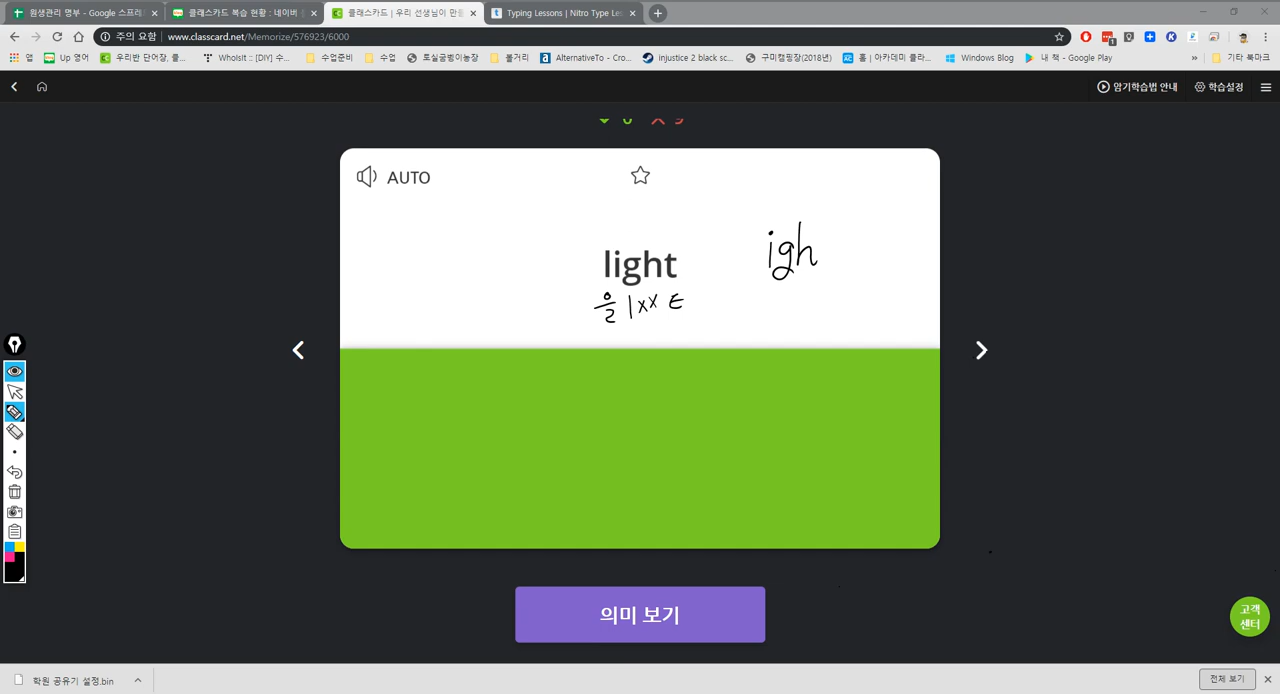 원생관리 명부 - Google 스프레
클래스카드 복습 현황 : 네이버
클래스카드 | 우리 선생님이 만든
Typing Lessons | Nitro Type Les
주의 요함 | www.classcard.net/Memorize/576923/6000
앱 Up 영어 우리반 단어장, 클... WhoIst :: [DIY] 수... 수업준비 수업 토실굼벵이농장 볼거리 AlternativeTo - Cro... injustice 2 black sc... 구미캠핑장(2018년) 홈 | 아카데미 클라... Windows Blog 내 책 - Google Play » 기타 북마크
암기학습법 안내 학습설정
AUTO
igh
light
을 ㅣ x x ㅌ
의미 보기
고객
센터
학원 공유기 설정.bin
전체 보기